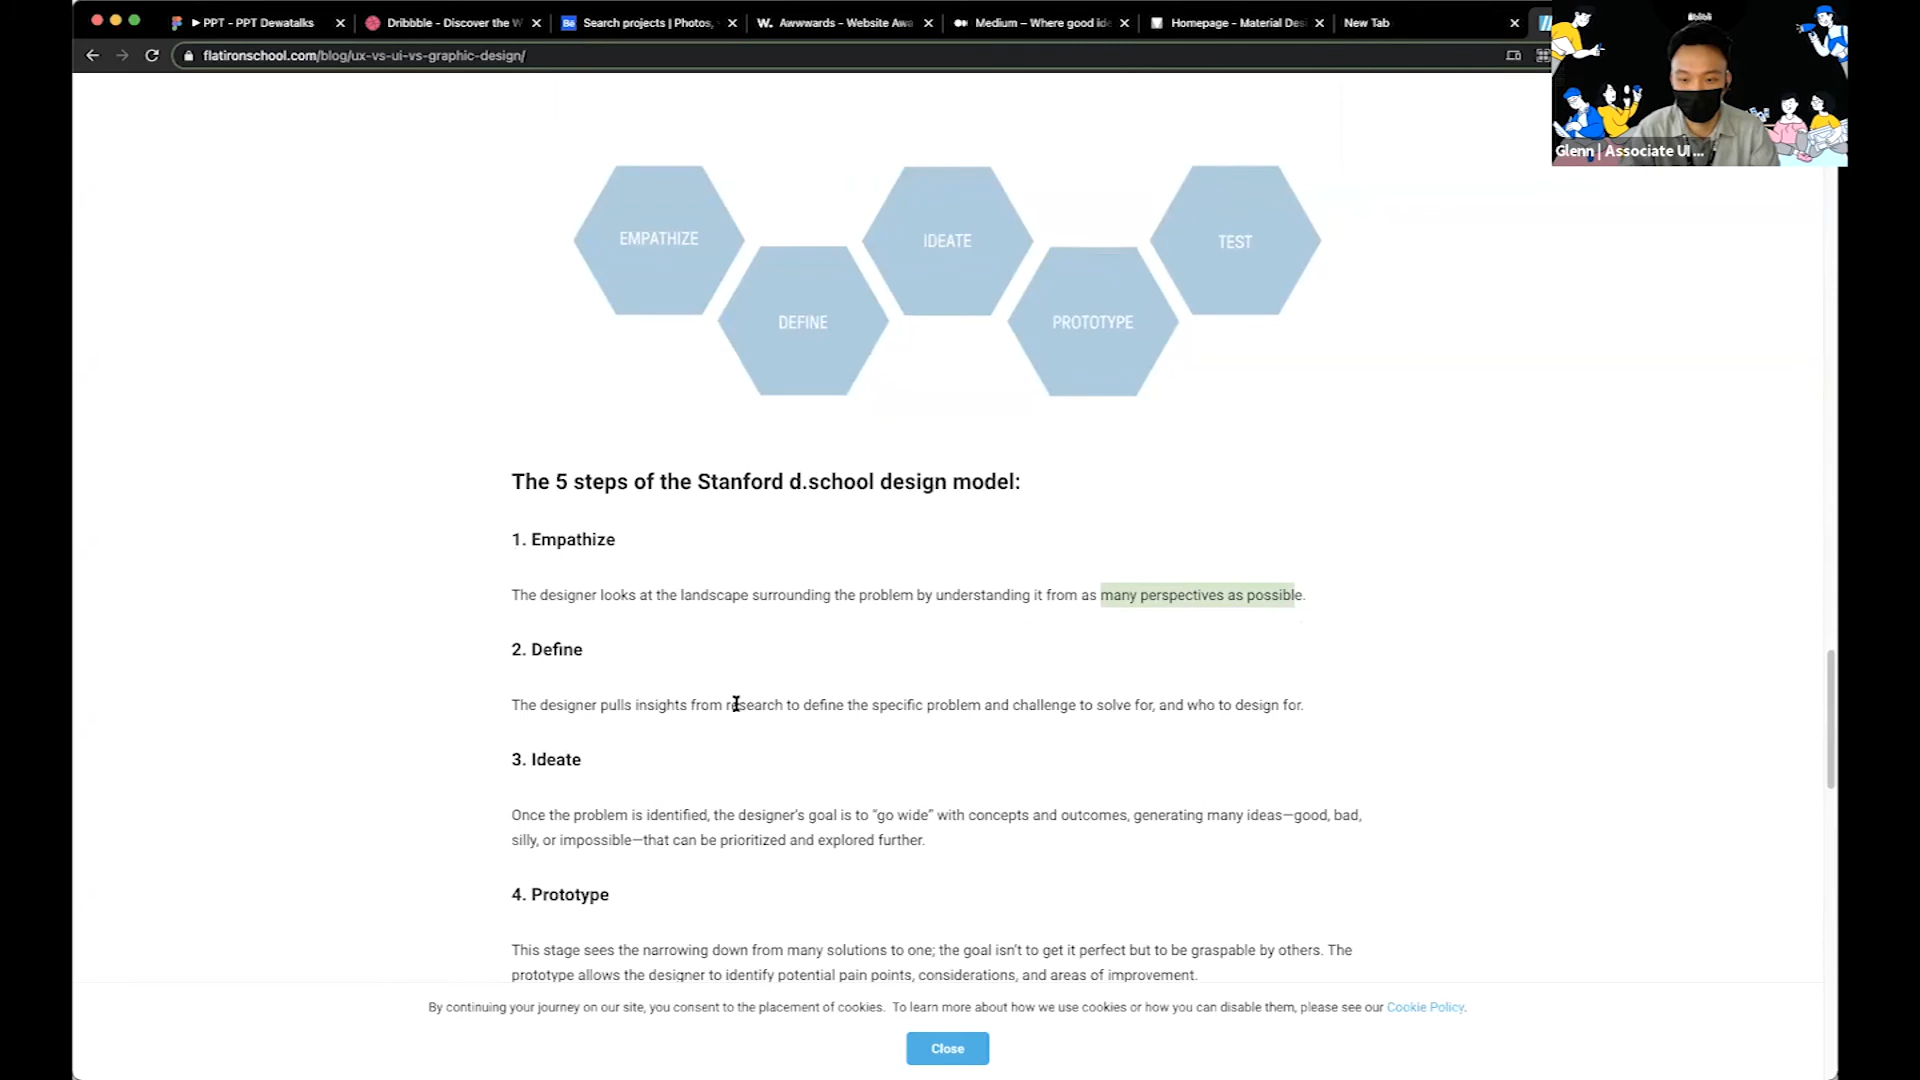 PPT - PPT Dewatalks
Dribbble - Discover the W
Search projects | Photos,
Awwwards - Website Awa
Medium – Where good ide
Homepage - Material Des
New Tab
flatironschool.com/blog/ux-vs-ui-vs-graphic-design/
Glenn | Associate UI ...
EMPATHIZE
DEFINE
IDEATE
PROTOTYPE
TEST
The 5 steps of the Stanford d.school design model:
1. Empathize
The designer looks at the landscape surrounding the problem by understanding it from as many perspectives as possible.
2. Define
The designer pulls insights from research to define the specific problem and challenge to solve for, and who to design for.
3. Ideate
Once the problem is identified, the designer's goal is to “go wide” with concepts and outcomes, generating many ideas—good, bad,
silly, or impossible—that can be prioritized and explored further.
4. Prototype
This stage sees the narrowing down from many solutions to one; the goal isn't to get it perfect but to be graspable by others. The
prototype allows the designer to identify potential pain points, considerations, and areas of improvement.
By continuing your journey on our site, you consent to the placement of cookies. To learn more about how we use cookies or how you can disable them, please see our Cookie Policy.
Close